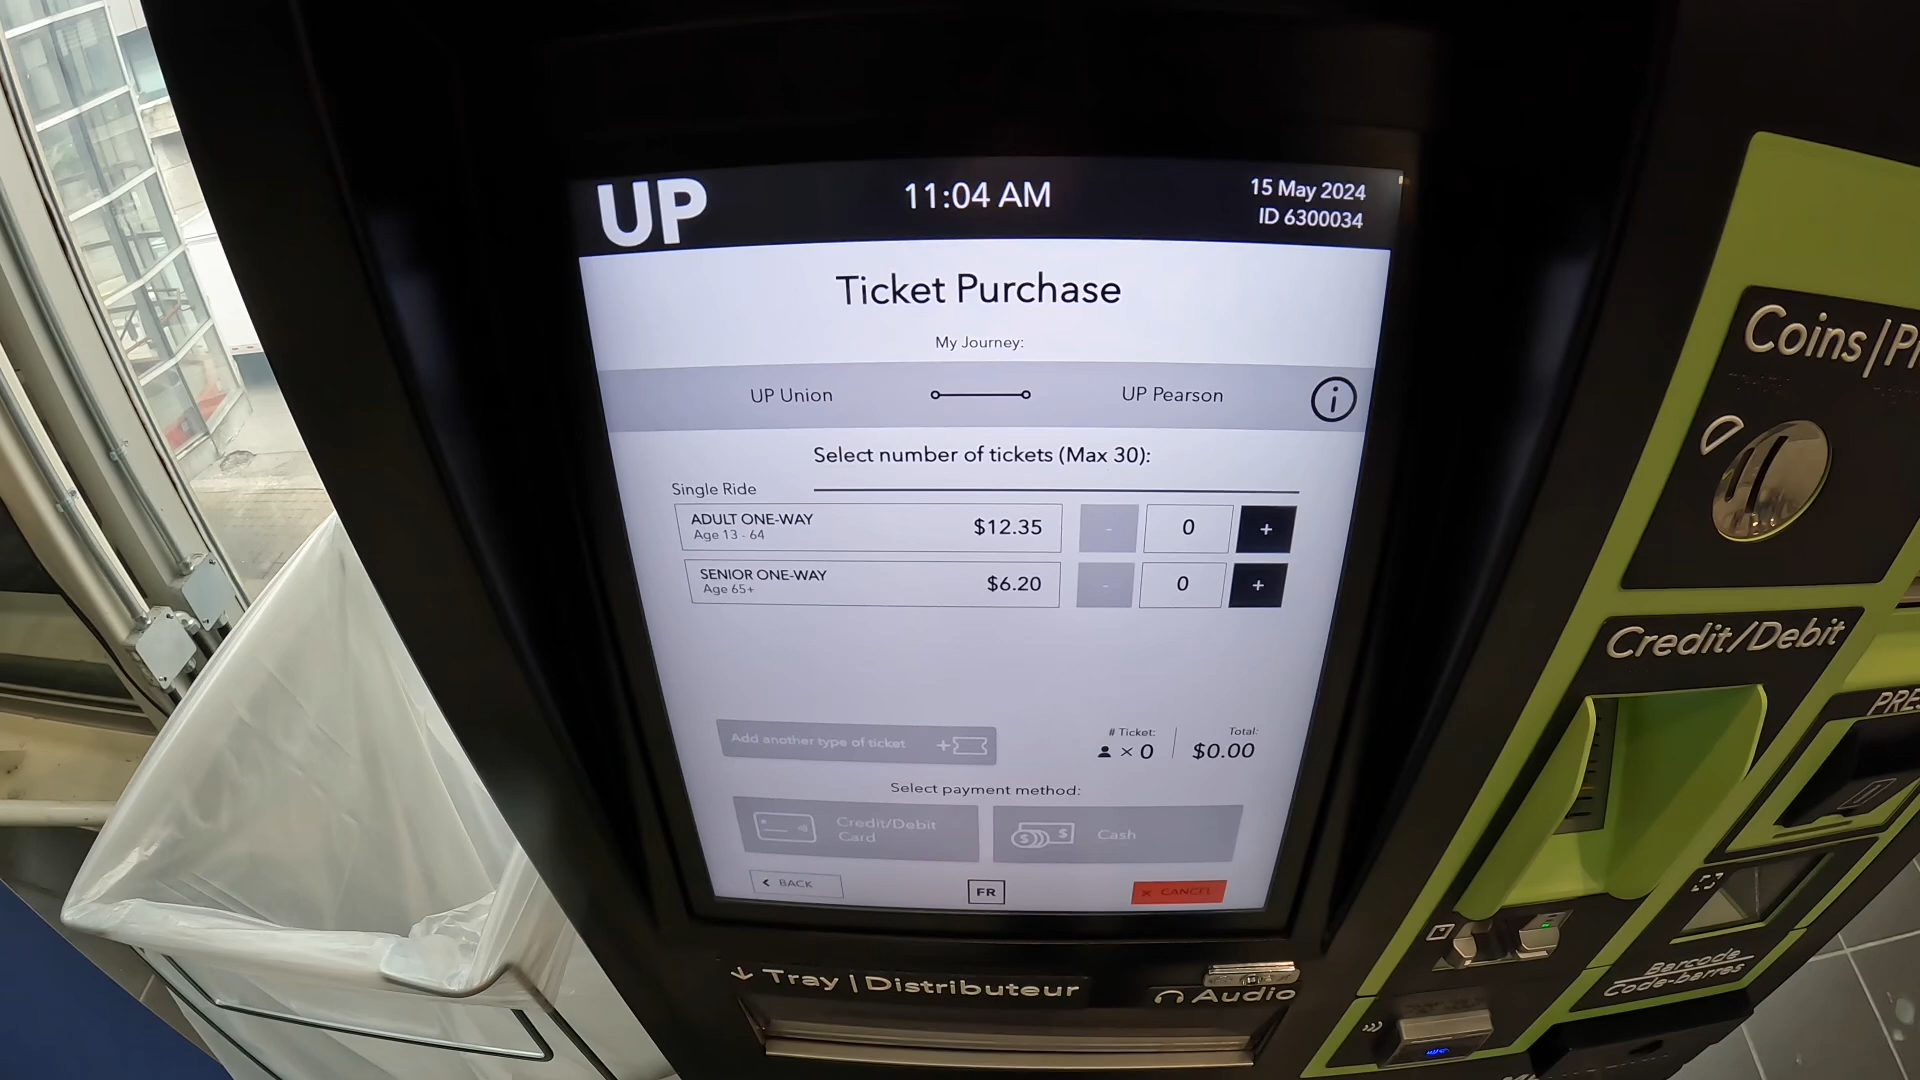 UP
11:04 AM
15 May 2024
ID 6300034
Ticket Purchase
My Journey:
UP Union
UP Pearson
i
Select number of tickets (Max 30):
Single Ride
ADULT ONE-WAY
Age 13 - 64
$12.35
-
0
+
SENIOR ONE-WAY
Age 65+
$6.20
-
0
+
Add another type of ticket +
# Ticket:
× 0
Total:
$0.00
Select payment method:
Credit/Debit
Card
$ $ Cash
< BACK
FR
× CANCEL
Tray | Distributeur
Audio
Coins/
Credit/Debit
Barcode
Code-barres